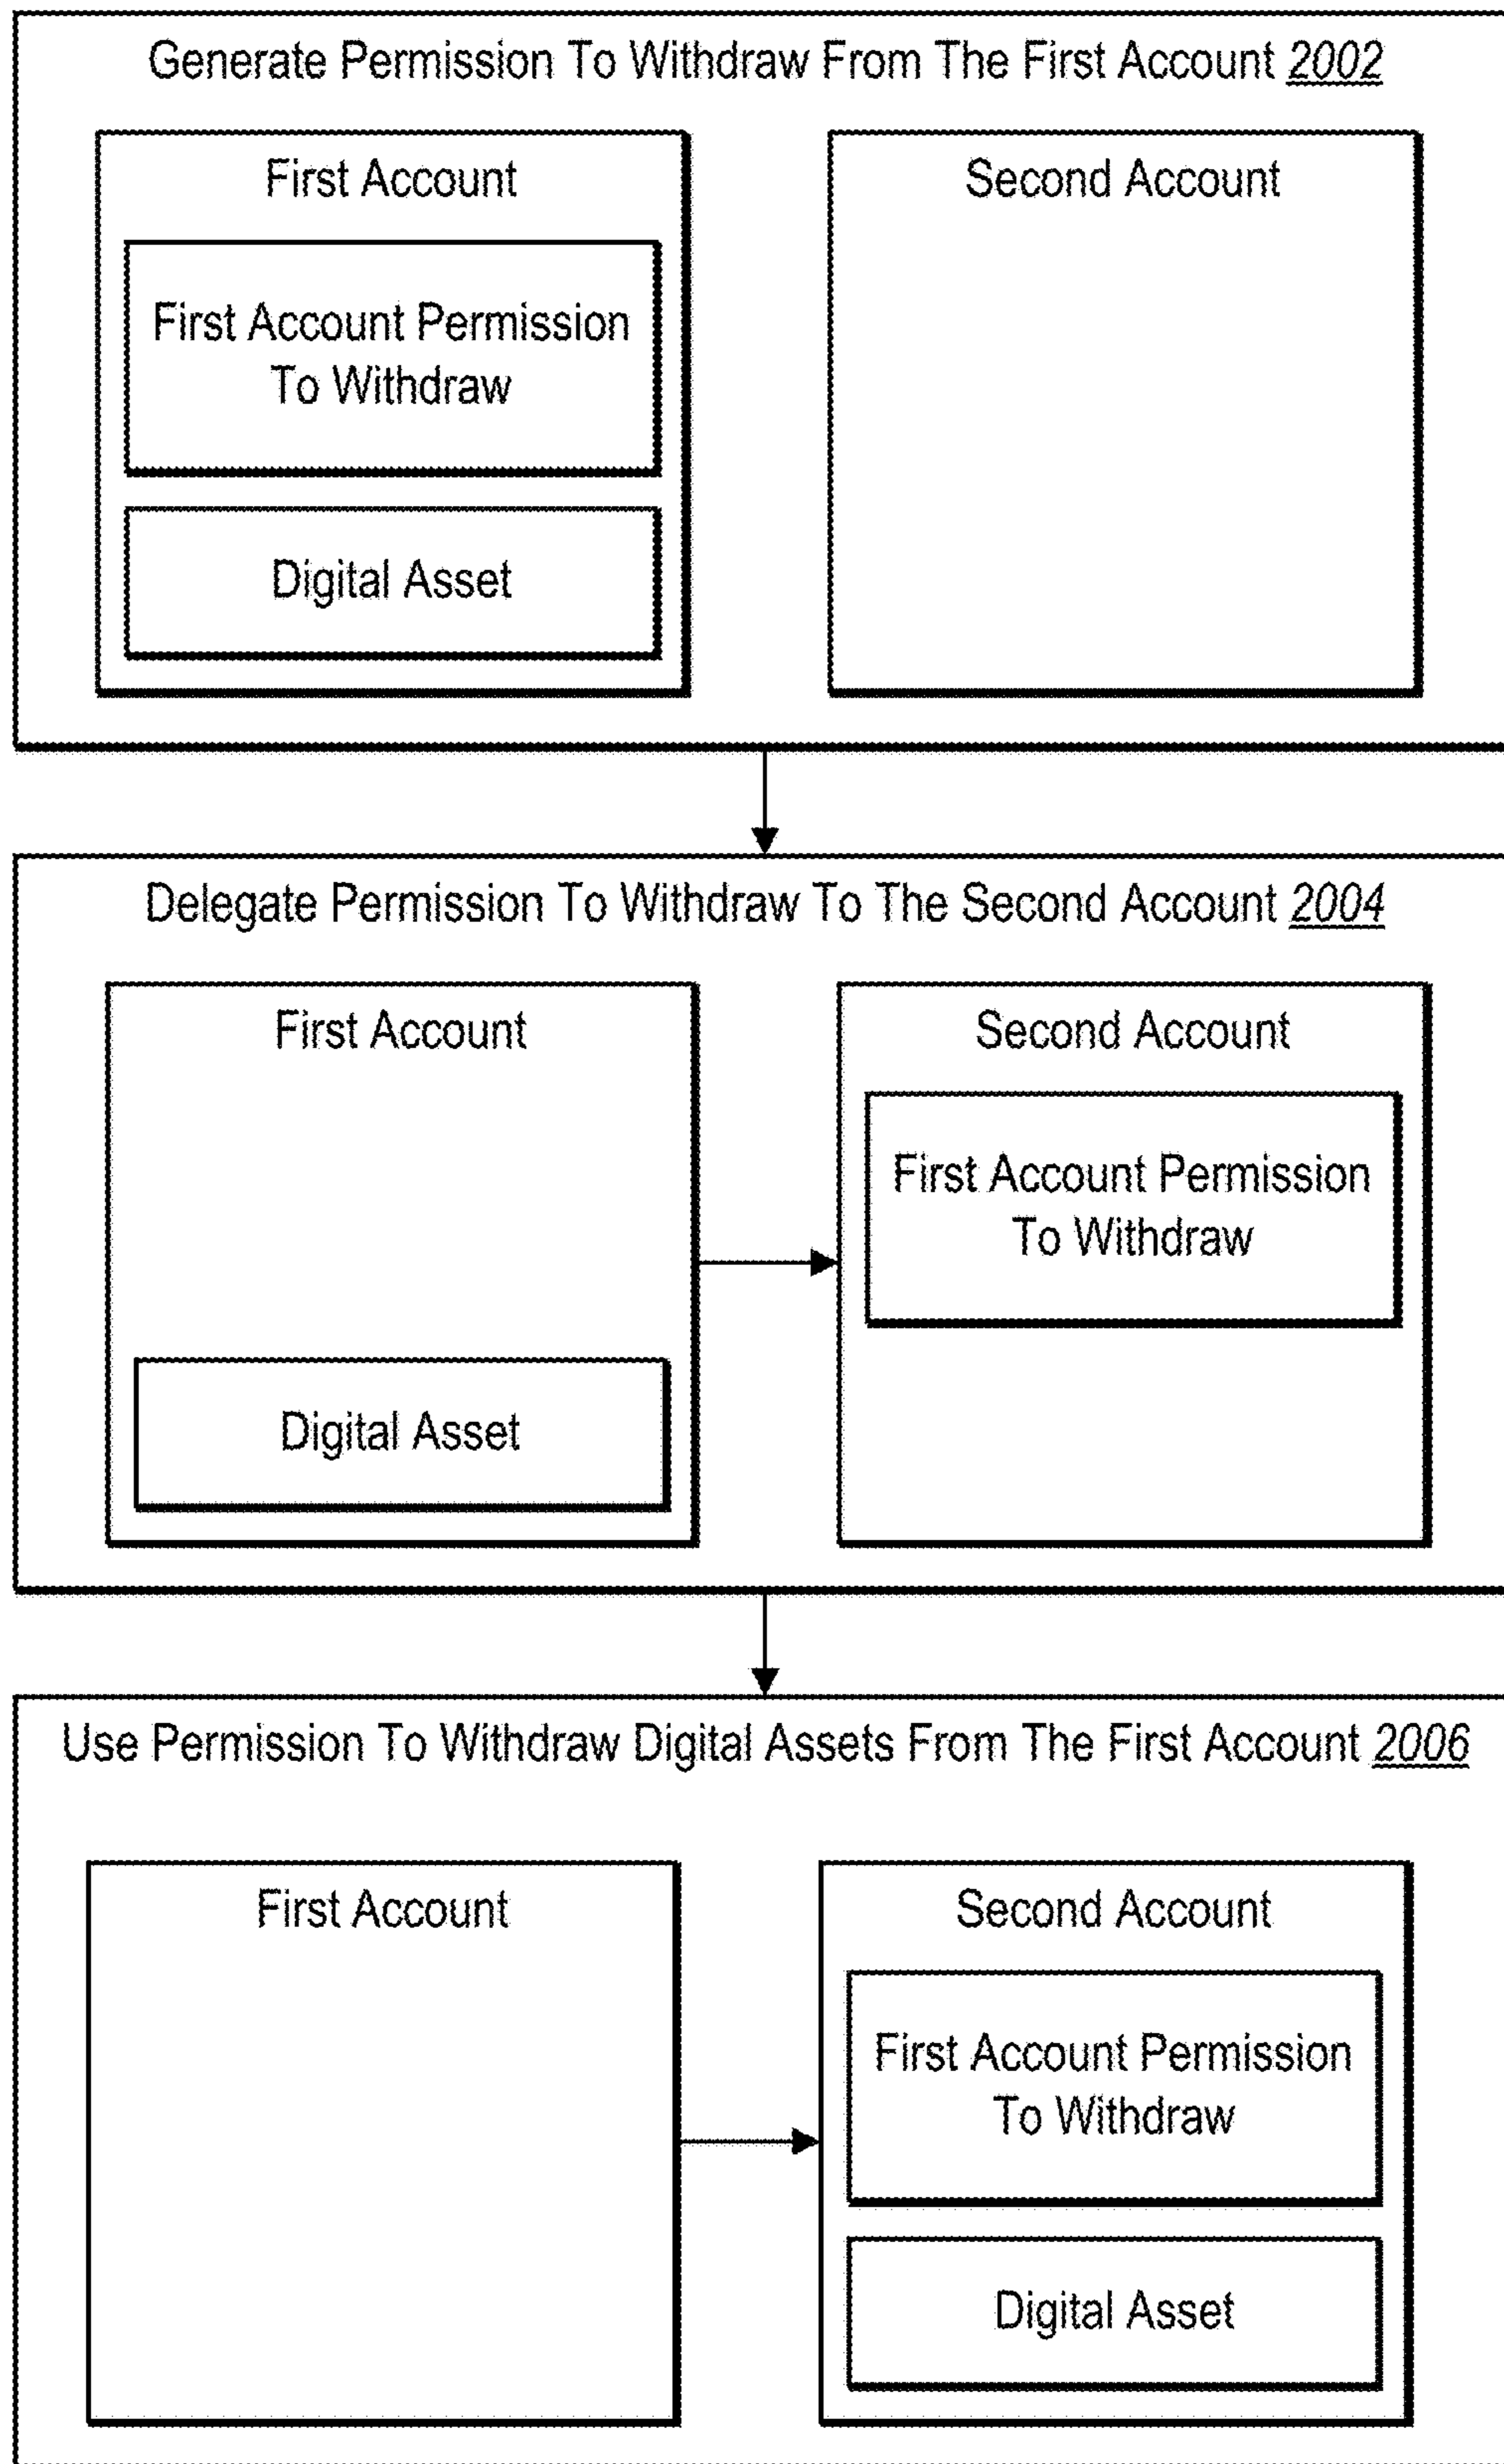 Generate Permission To Withdraw From The First Account 2002
First Account
First Account Permission
To Withdraw
Digital Asset
Second Account
Delegate Permission To Withdraw To The Second Account 2004
First Account
Digital Asset
Second Account
First Account Permission
To Withdraw
Use Permission To Withdraw Digital Assets From The First Account 2006
First Account
Second Account
First Account Permission
To Withdraw
Digital Asset